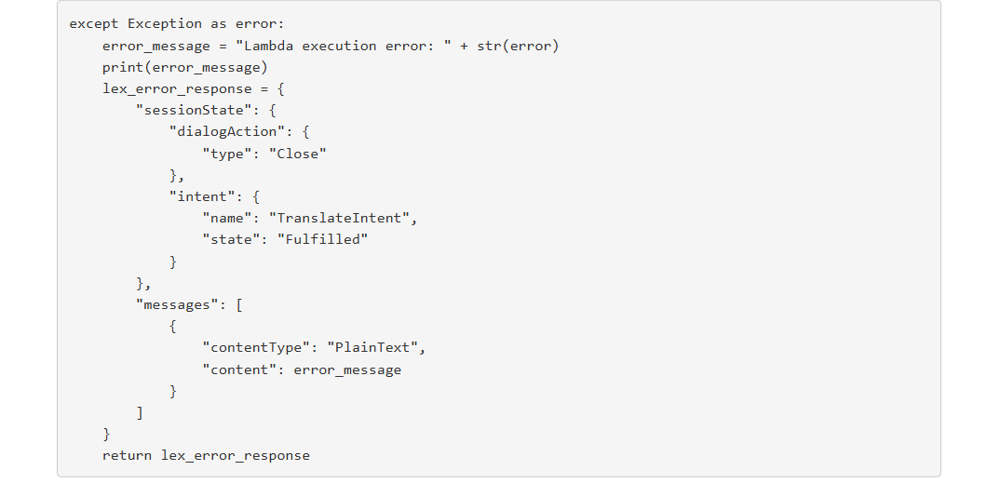 except Exception as error:
    error_message = "Lambda execution error: " + str(error)
    print(error_message)
    lex_error_response = {
        "sessionState": {
            "dialogAction": {
                "type": "Close"
            },
            "intent": {
                "name": "TranslateIntent",
                "state": "Fulfilled"
            }
        },
        "messages": [
            {
                "contentType": "PlainText",
                "content": error_message
            }
        ]
    }
    return lex_error_response